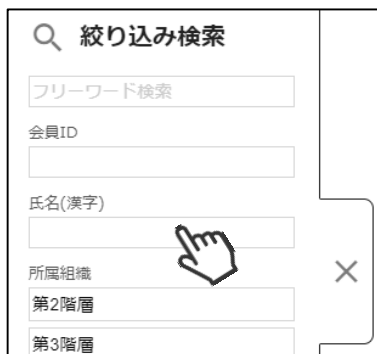 絞り込み検索
フリーワード検索
会員ID
氏名(漢字)
所属組織
第2階層
第3階層